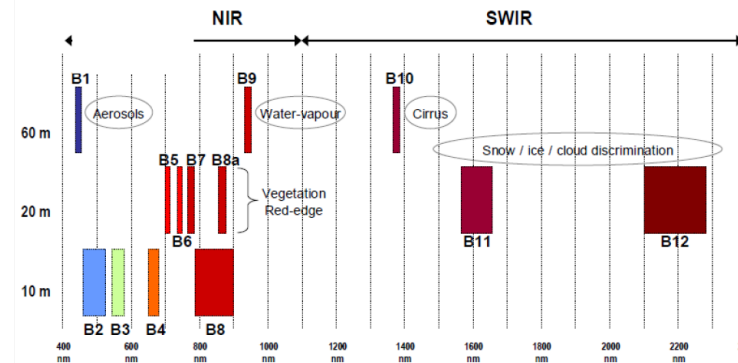 NIR SWIR
B1 B9 B10
Aerosols Water-vapour Cirrus
60 m
Snow / ice / cloud discrimination
B5 B7 B8a
Vegetation
Red-edge
20 m
B6 B11 B12
10 m
B2 B3 B4 B8
400 600 800 1000 1200 1400 1600 1800 2000 2200
nm nm nm nm nm nm nm nm nm nm